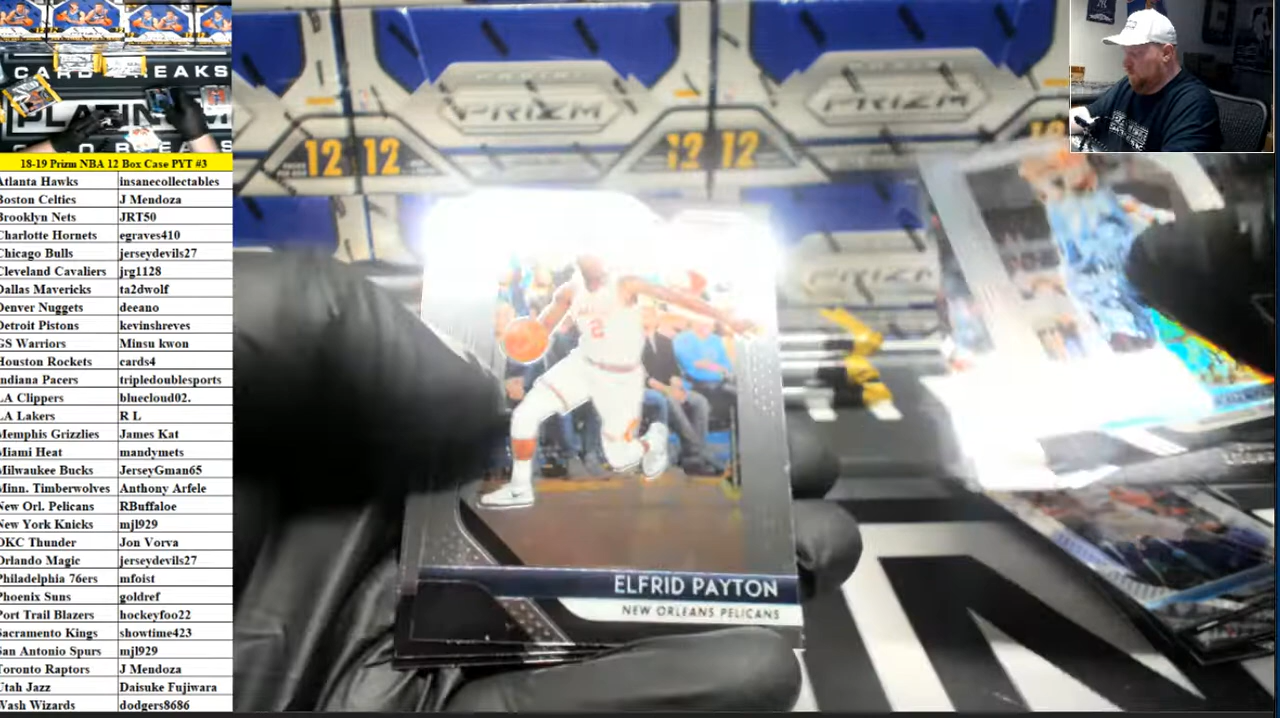 CARD BREAKS
PLATIN
18-19 Prizm NBA 12 Box Case PYT #3
Atlanta Hawks insanecollectables
Boston Celtics J Mendoza
Brooklyn Nets JRT50
Charlotte Hornets egraves410
Chicago Bulls jerseydevils27
Cleveland Cavaliers jrg1128
Dallas Mavericks ta2dwolf
Denver Nuggets deeano
Detroit Pistons kevinshreves
GS Warriors Minsu kwon
Houston Rockets cards4
Indiana Pacers tripledoublesports
LA Clippers bluecloud02.
LA Lakers R L
Memphis Grizzlies James Kat
Miami Heat mandymets
Milwaukee Bucks JerseyGman65
Minn. Timberwolves Anthony Arfele
New Orl. Pelicans RBuffaloe
New York Knicks mjl929
OKC Thunder Jon Vorva
Orlando Magic jerseydevils27
Philadelphia 76ers mfoist
Phoenix Suns goldref
Port Trail Blazers hockeyfoo22
Sacramento Kings showtime423
San Antonio Spurs mjl929
Toronto Raptors J Mendoza
Utah Jazz Daisuke Fujiwara
Wash Wizards dodgers8686
PRIZM PRIZM
12 12 12 12
PRIZM
2
ELFRID PAYTON
NEW ORLEANS PELICANS